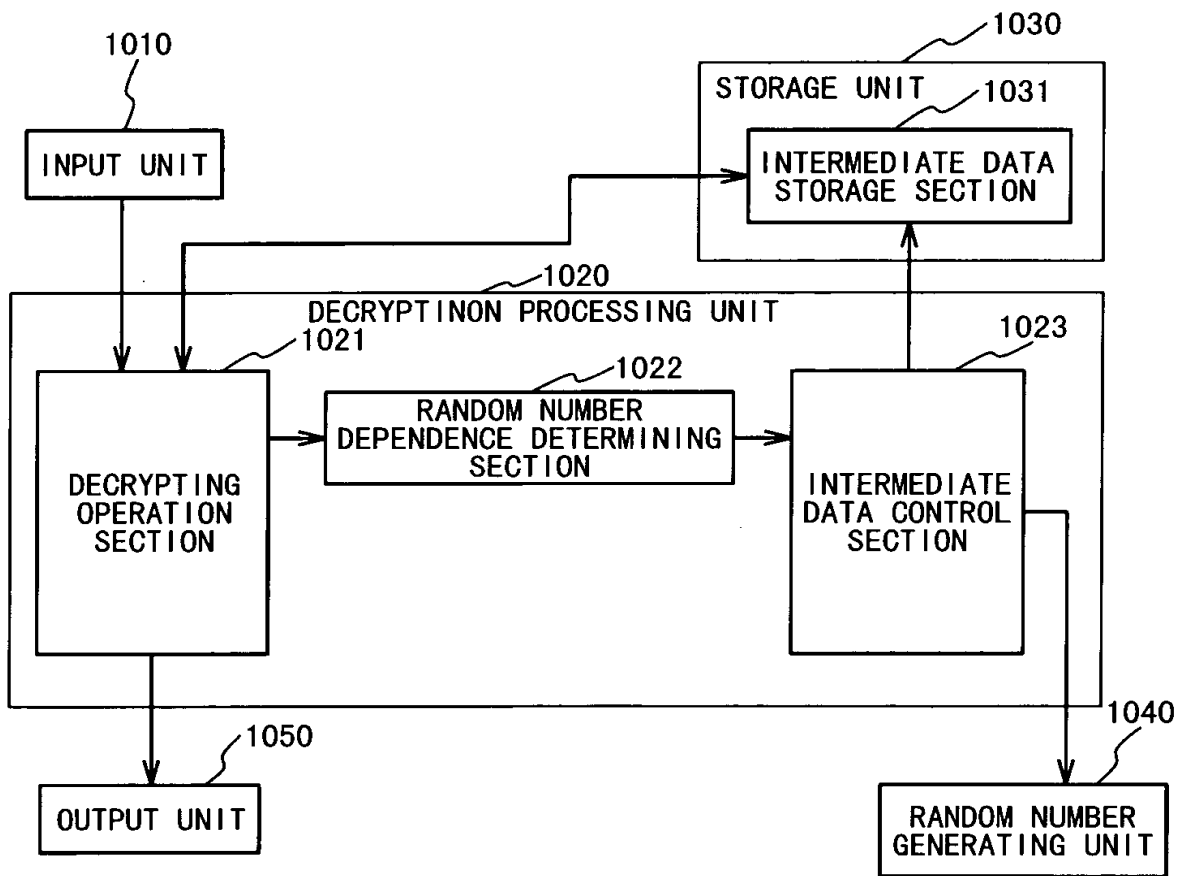 1010
INPUT UNIT
1030
STORAGE UNIT
1031
INTERMEDIATE DATA
STORAGE SECTION
1020
DECRYPTINON PROCESSING UNIT
1021
DECRYPTING
OPERATION
SECTION
1022
RANDOM NUMBER
DEPENDENCE DETERMINING
SECTION
1023
INTERMEDIATE
DATA CONTROL
SECTION
1050
OUTPUT UNIT
1040
RANDOM NUMBER
GENERATING UNIT